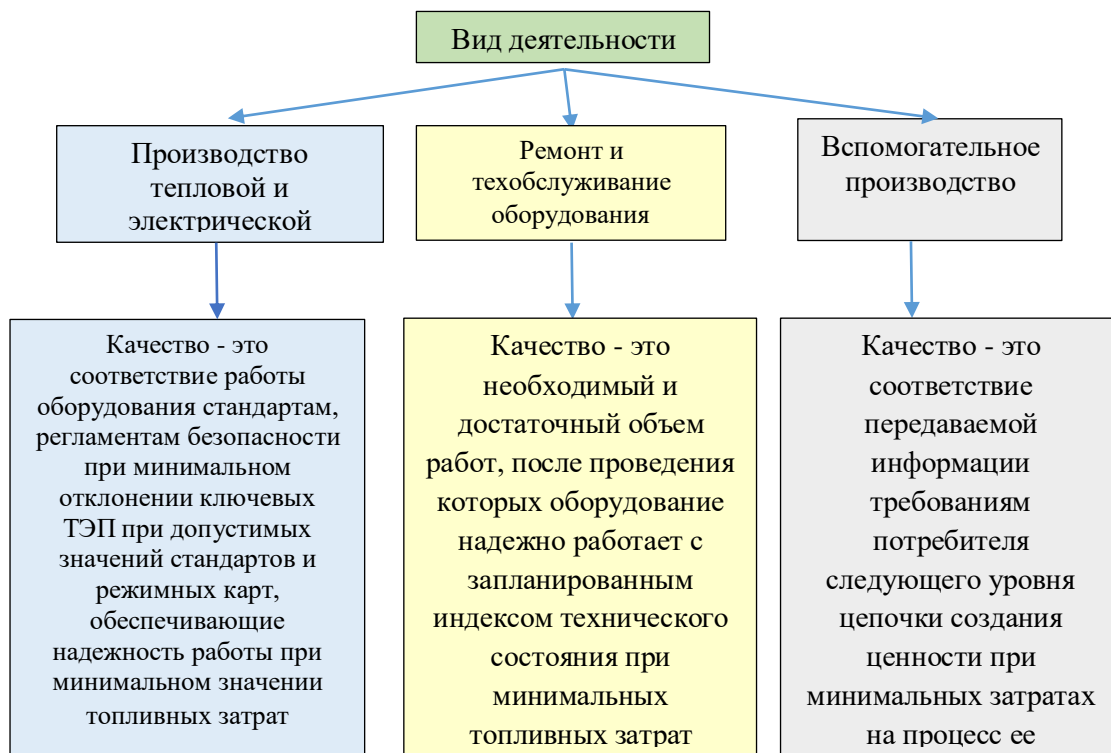 Вид деятельности
Производство
тепловой и
электрической
Ремонт и
техобслуживание
оборудования
Вспомогательное
производство
Качество - это
соответствие работы
оборудования стандартам,
регламентам безопасности
при минимальном
отклонении ключевых
ТЭП при допустимых
значений стандартов и
режимных карт,
обеспечивающие
надежность работы при
минимальном значении
топливных затрат
Качество - это
необходимый и
достаточный объем
работ, после проведения
которых оборудование
надежно работает с
запланированным
индексом технического
состояния при
минимальных
топливных затрат
Качество - это
соответствие
передаваемой
информации
требованиям
потребителя
следующего уровня
цепочки создания
ценности при
минимальных затратах
на процесс ее